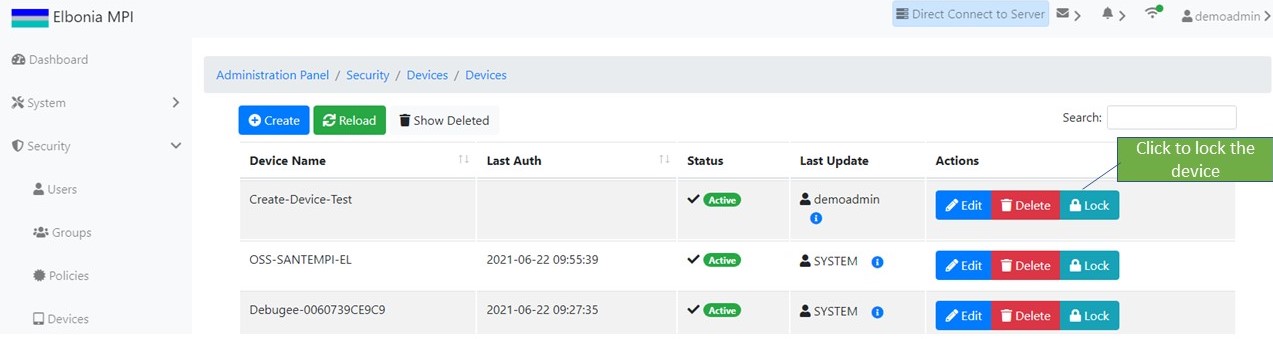 Elbonia MPI
Direct Connect to Server
demoadmin
Dashboard
System
Security
Users
Groups
Policies
Devices
Administration Panel / Security / Devices / Devices
Create Reload Show Deleted
Search:
Click to lock the
device
Device Name Last Auth Status Last Update Actions
Create-Device-Test Active demoadmin Edit Delete Lock
OSS-SANTEMPI-EL 2021-06-22 09:55:39 Active SYSTEM Edit Delete Lock
Debugee-0060739CE9C9 2021-06-22 09:27:35 Active SYSTEM Edit Delete Lock